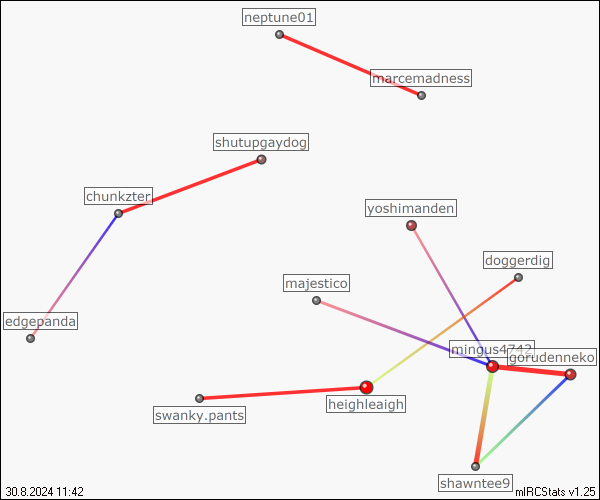 neptune01
marcemadness
shutupgaydog
chunkzter
yoshimanden
doggerdig
majestico
edgepanda
mingus4742
gorudenneko
heighleaigh
swanky.pants
shawntee9
30.8.2024 11:42
mIRCStats v1.25